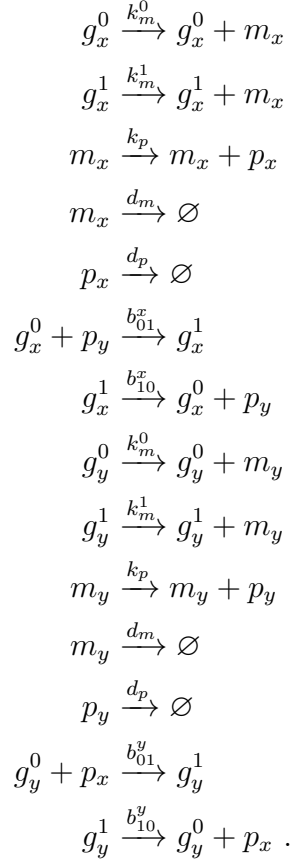 g_x^0 \xrightarrow{k_m^0} g_x^0 + m_x
g_x^1 \xrightarrow{k_m^1} g_x^1 + m_x
m_x \xrightarrow{k_p} m_x + p_x
m_x \xrightarrow{d_m} \varnothing
p_x \xrightarrow{d_p} \varnothing
g_x^0 + p_y \xrightarrow{b_{01}^x} g_x^1
g_x^1 \xrightarrow{b_{10}^x} g_x^0 + p_y
g_y^0 \xrightarrow{k_m^0} g_y^0 + m_y
g_y^1 \xrightarrow{k_m^1} g_y^1 + m_y
m_y \xrightarrow{k_p} m_y + p_y
m_y \xrightarrow{d_m} \varnothing
p_y \xrightarrow{d_p} \varnothing
g_y^0 + p_x \xrightarrow{b_{01}^y} g_y^1
g_y^1 \xrightarrow{b_{10}^y} g_y^0 + p_x .